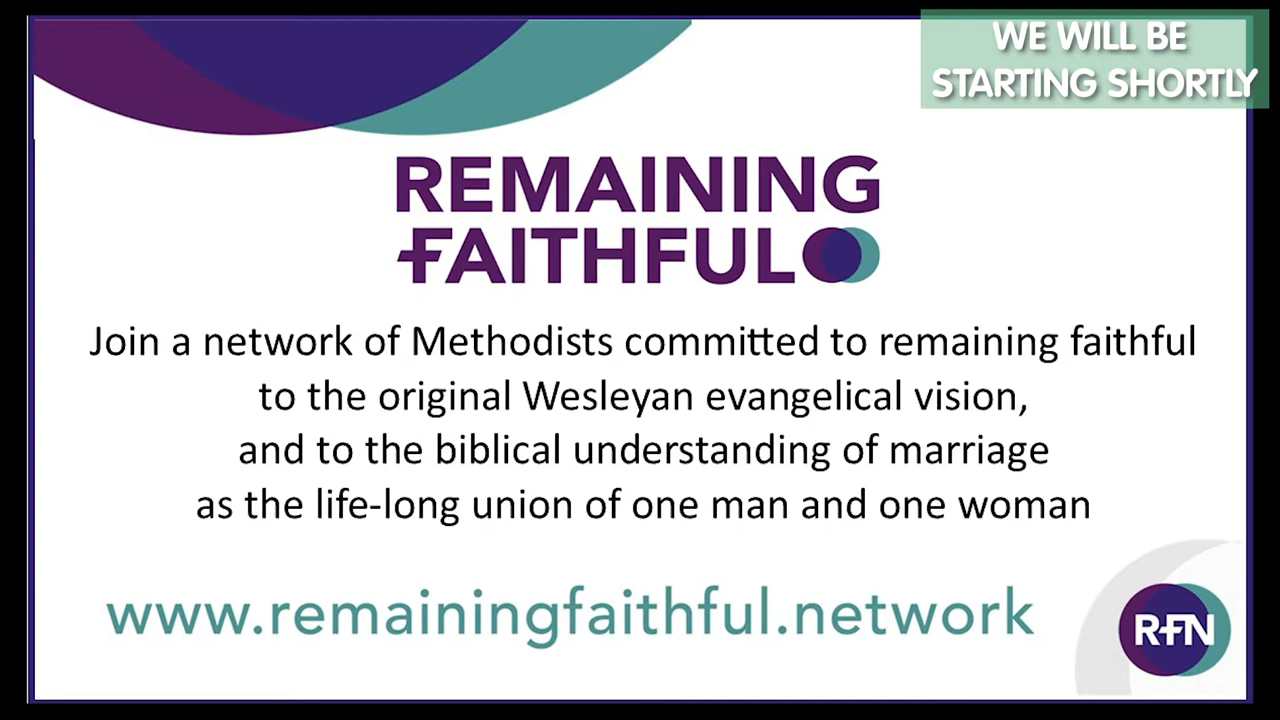 WE WILL BE
STARTING SHORTLY
REMAINING
FAITHFUL
Join a network of Methodists committed to remaining faithful
to the original Wesleyan evangelical vision,
and to the biblical understanding of marriage
as the life-long union of one man and one woman
www.remainingfaithful.network
RFN